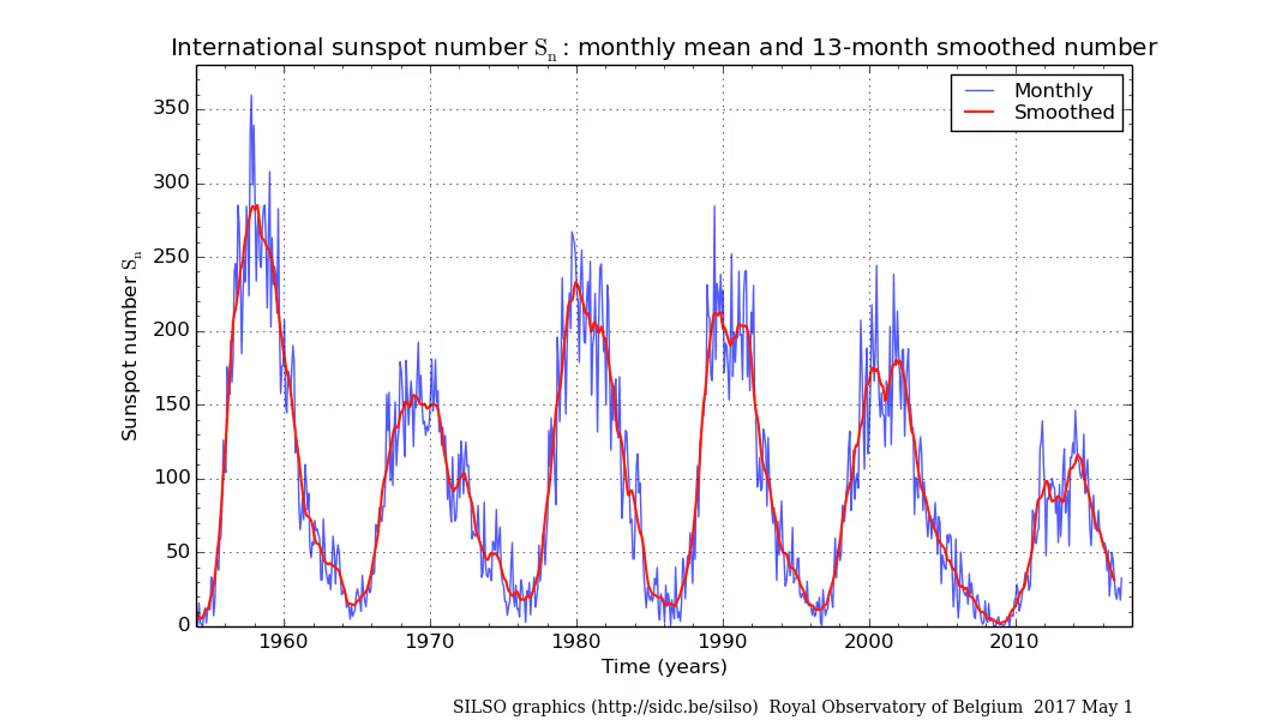 International sunspot number Sn : monthly mean and 13-month smoothed number
Monthly
Smoothed
350
300
250
200
150
100
50
0
Sunspot number Sn
1960 1970 1980 1990 2000 2010
Time (years)
SILSO graphics (http://sidc.be/silso) Royal Observatory of Belgium 2017 May 1